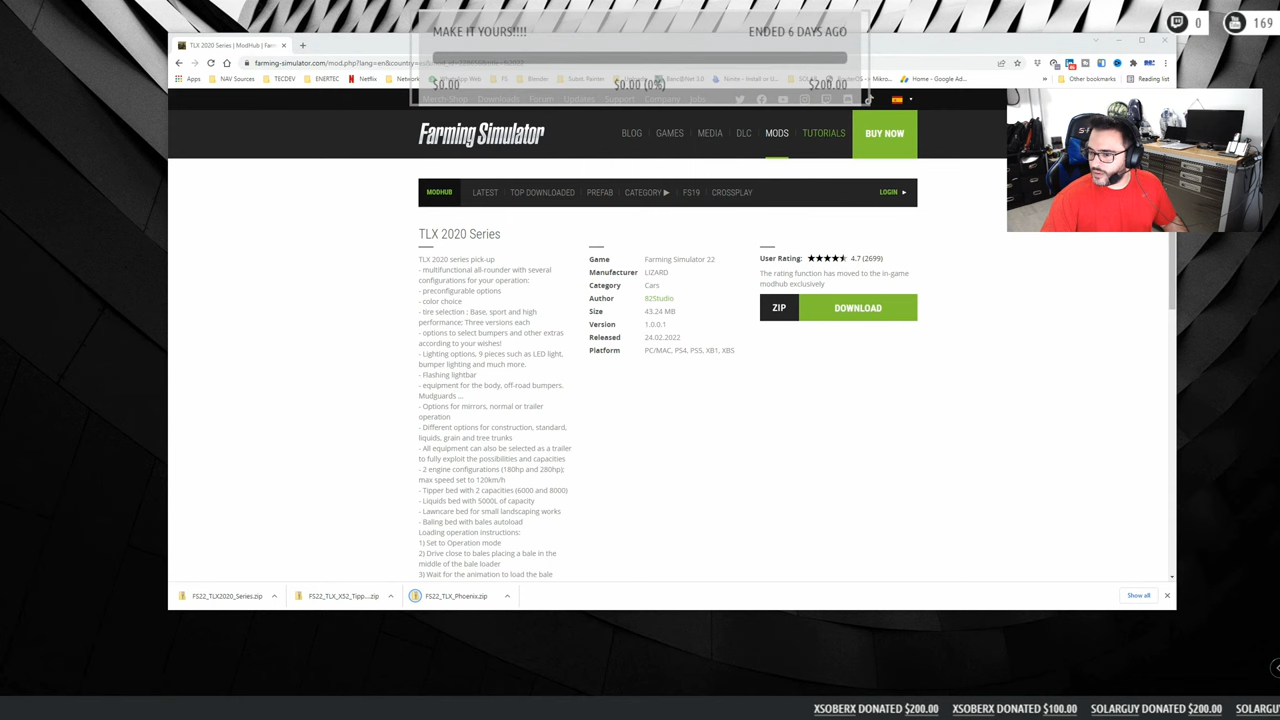 MAKE IT YOURS!!!!
ENDED 6 DAYS AGO
0
169
TLX 2020 Series | ModHub | Farm
farming-simulator.com/mod.php?lang=en&country=
Apps
NAV Sources
TECDEV
ENERTEC
Netflix
Network
Home - Google Ad...
Other bookmarks
Reading list
$0.00
$0.00 (0%)
$200.00
Merch Shop
Downloads
Forum
Updates
Support
Company
Jobs
Farming Simulator
BLOG
GAMES
MEDIA
DLC
MODS
TUTORIALS
BUY NOW
MODHUB
LATEST
TOP DOWNLOADED
PREFAB
CATEGORY ▶
FS19
CROSSPLAY
LOGIN ►
TLX 2020 Series
TLX 2020 series pick-up
- multifunctional all-rounder with several
configurations for your operation:
- preconfigurable options
- color choice
- tire selection ; Base, sport and high
performance; Three versions each
- options to select bumpers and other extras
according to your wishes!
- Lighting options, 9 pieces such as LED light,
bumper lighting and much more.
- Flashing lightbar
- equipment for the body, off-road bumpers.
Mudguards ...
- Options for mirrors, normal or trailer
operation
- Different options for construction, standard,
liquids, grain and tree trunks
- All equipment can also be selected as a trailer
to fully exploit the possibilities and capacities
- 2 engine configurations (180hp and 280hp);
max speed set to 120km/h
- Tipper bed with 2 capacities (6000 and 8000)
- Liquids bed with 5000L of capacity
- Lawncare bed for small landscaping works
- Baling bed with bales autoload
Loading operation instructions:
1) Set to Operation mode
2) Drive close to bales placing a bale in the
middle of the bale loader
3) Wait for the animation to load the bale
Game Farming Simulator 22
Manufacturer LIZARD
Category Cars
Author 82Studio
Size 43.24 MB
Version 1.0.0.1
Released 24.02.2022
Platform PC/MAC, PS4, PS5, XB1, XBS
User Rating: 4.7 (2699)
The rating function has moved to the in-game
modhub exclusively
ZIP
DOWNLOAD
FS22_TLX2020_Series.zip
FS22_TLX_X52_Tipp....zip
FS22_TLX_Phoenix.zip
Show all
XSOBERX DONATED $200.00
XSOBERX DONATED $100.00
SOLARGUY DONATED $200.00
SOLARG